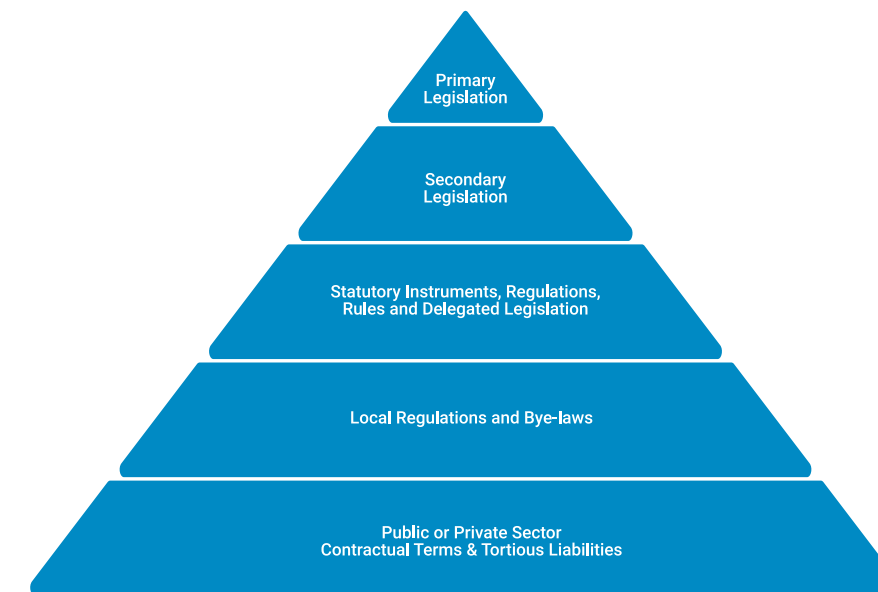 Primary
Legislation
Secondary
Legislation
Statutory Instruments, Regulations,
Rules and Delegated Legislation
Local Regulations and Bye-laws
Public or Private Sector
Contractual Terms & Tortious Liabilities